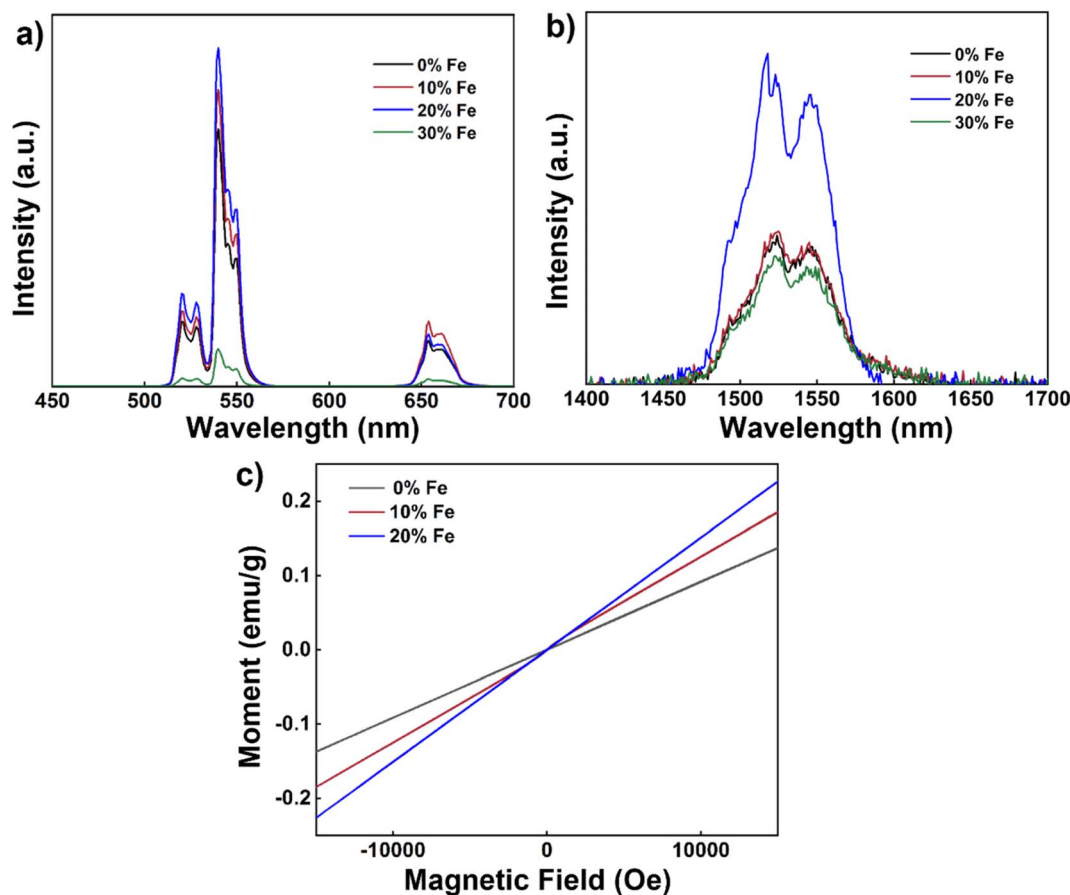 a)
0% Fe
10% Fe
20% Fe
30% Fe
Intensity (a.u.)
450 500 550 600 650 700
Wavelength (nm)
b)
0% Fe
10% Fe
20% Fe
30% Fe
Intensity (a.u.)
1400 1450 1500 1550 1600 1650 1700
Wavelength (nm)
c)
0% Fe
10% Fe
20% Fe
Moment (emu/g)
0.2
0.1
0.0
-0.1
-0.2
-10000 0 10000
Magnetic Field (Oe)